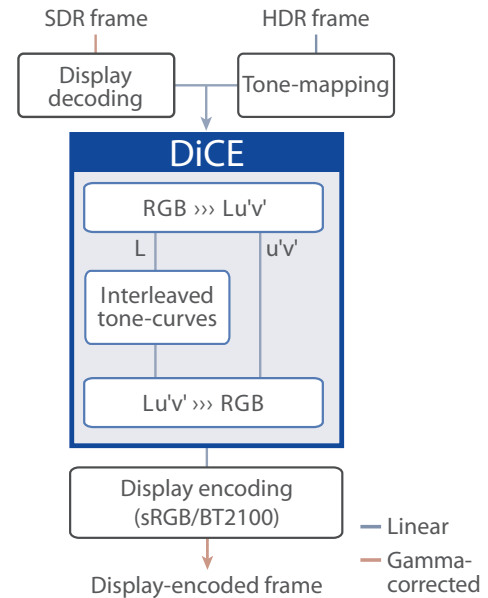 SDR frame
HDR frame
Display
decoding
Tone-mapping
DiCE
RGB ››› Lu'v'
L
u'v'
Interleaved
tone-curves
Lu'v' ››› RGB
Display encoding
(sRGB/BT2100)
Linear
Gamma-
corrected
Display-encoded frame